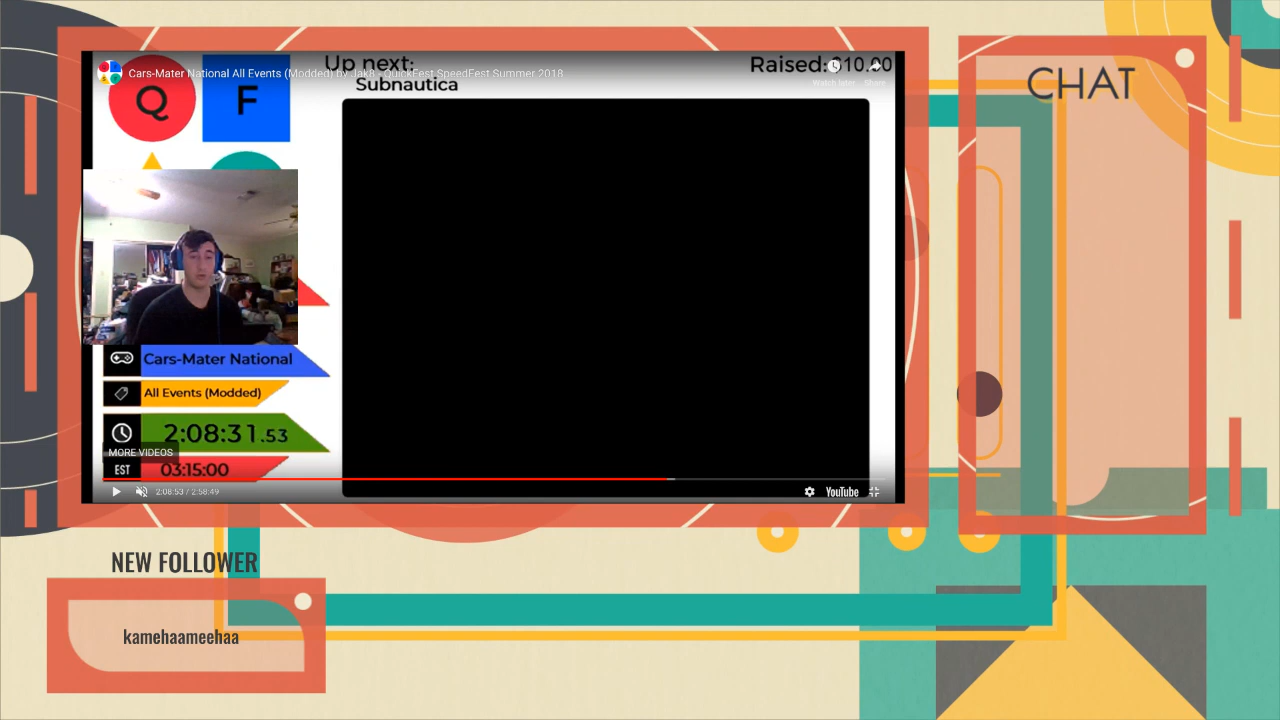 Up next:
Subnautica
Raised: $10.00
Cars-Mater National All Events (Modded) by Jak8 - QuickFest SpeedFest Summer 2018
Watch later Share
Q F
Cars-Mater National
All Events (Modded)
2:08:31.53
MORE VIDEOS
EST 03:15:00
2:08:53 / 2:58:49
YouTube
CHAT
NEW FOLLOWER
kamehaameehaa